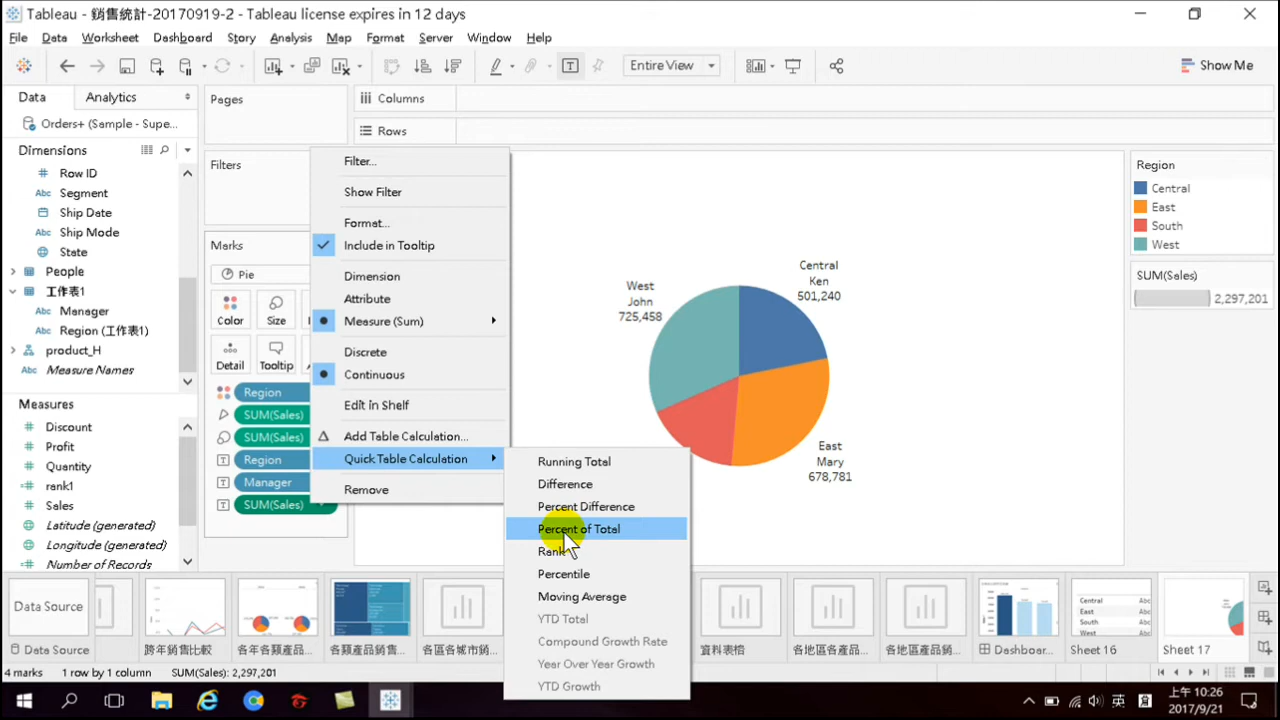 Tableau - 銷售統計-20170919-2 - Tableau license expires in 12 days
File Data Worksheet Dashboard Story Analysis Map Format Server Window Help
Entire View
Show Me
Data Analytics
Orders+ (Sample - Supe...
Dimensions
Row ID
Abc Segment
Ship Date
Abc Ship Mode
State
People
工作表1
Abc Manager
Abc Region (工作表1)
product_H
Abc Measure Names
Measures
Discount
Profit
Quantity
rank1
Sales
Latitude (generated)
Longitude (generated)
Number of Records
Pages
Filters
Marks
Pie
Color Size
Detail Tooltip
Region
SUM(Sales)
SUM(Sales)
Region
Manager
SUM(Sales)
Columns
Rows
Filter...
Show Filter
Format...
Include in Tooltip
Dimension
Attribute
Measure (Sum)
Discrete
Continuous
Edit in Shelf
Add Table Calculation...
Quick Table Calculation
Remove
Running Total
Difference
Percent Difference
Percent of Total
Rank
Percentile
Moving Average
YTD Total
Compound Growth Rate
Year Over Year Growth
YTD Growth
West
John
725,458
Central
Ken
501,240
East
Mary
678,781
Region
Central
East
South
West
SUM(Sales)
2,297,201
Data Source
Data Source
跨年銷售比較
各年各類產品...
各類產品銷售...
各區各城市銷...
資料表格
各地區各產品...
各地區產品銷...
Dashboar...
Central Abc
East Abc
South Abc
West Abc
Sheet 16
Sheet 17
4 marks 1 row by 1 column SUM(Sales): 2,297,201
英
上午 10:26
2017/9/21